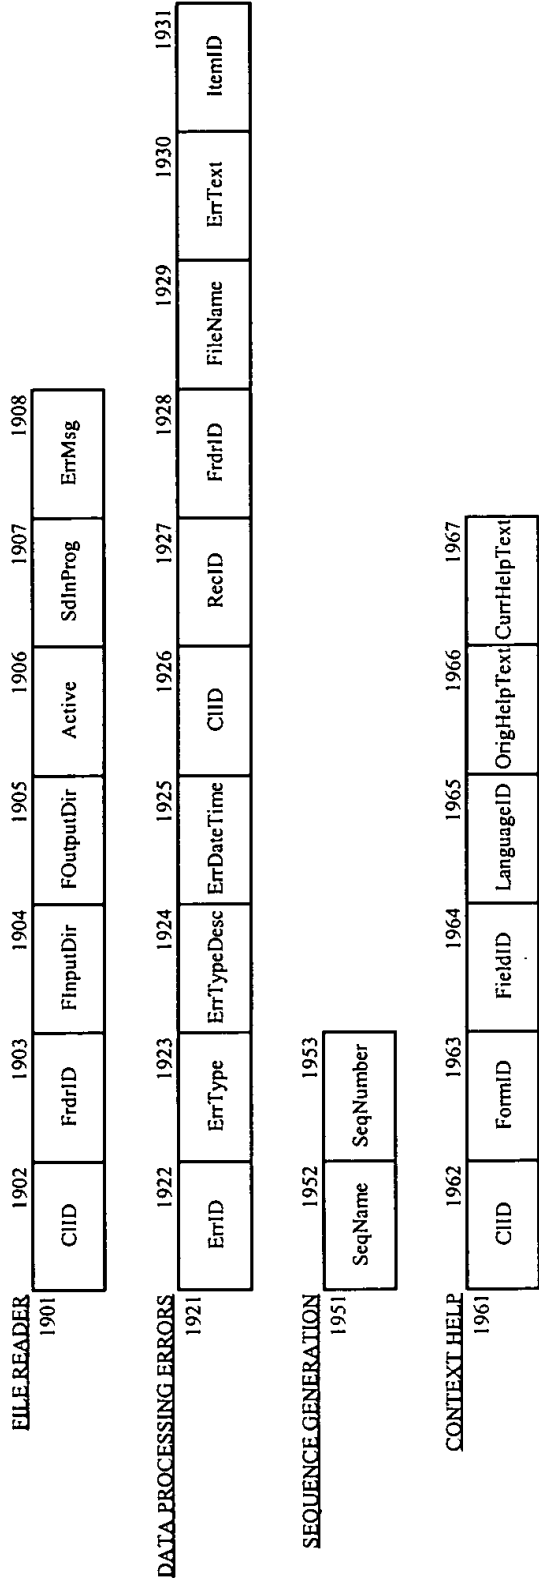 FILE READER
1901
1902 1903 1904 1905 1906 1907 1908
ClID FrdrID FInputDir FOutputDir Active SdInProg ErrMsg
DATA PROCESSING ERRORS
1921
1922 1923 1924 1925 1926 1927 1928 1929 1930 1931
ErrID ErrType ErrTypeDesc ErrDateTime ClID RecID FrdrID FileName ErrText ItemID
SEQUENCE GENERATION
1951
1952 1953
SeqName SeqNumber
CONTEXT HELP
1961
1962 1963 1964 1965 1966 1967
ClID FormID FieldID LanguageID OrigHelpText CurrHelpText